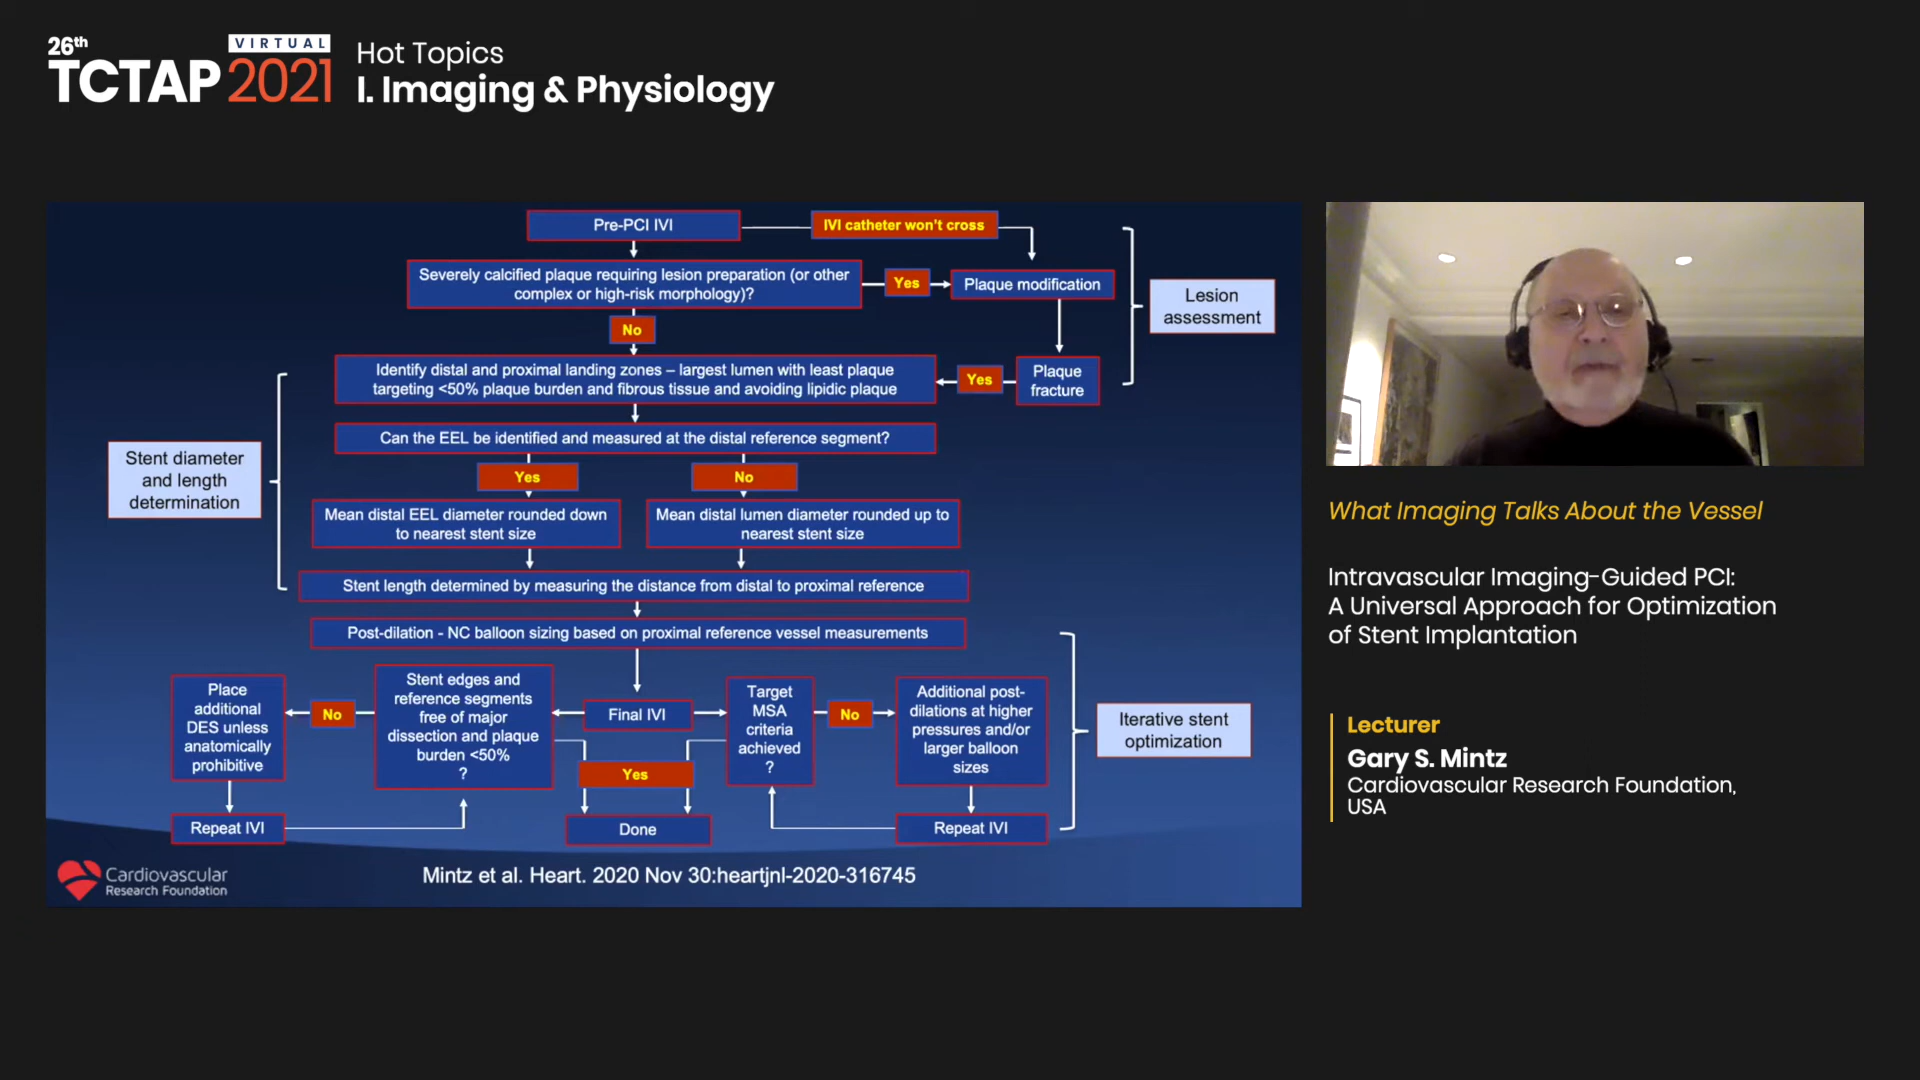 26th
VIRTUAL
TCTAP 2021
Hot Topics
I. Imaging & Physiology
Pre-PCI IVI
IVI catheter won't cross
Severely calcified plaque requiring lesion preparation (or other
complex or high-risk morphology)?
Yes
Plaque modification
Lesion
assessment
No
Identify distal and proximal landing zones – largest lumen with least plaque
targeting <50% plaque burden and fibrous tissue and avoiding lipidic plaque
Yes
Plaque
fracture
Can the EEL be identified and measured at the distal reference segment?
Stent diameter
and length
determination
Yes
No
Mean distal EEL diameter rounded down
to nearest stent size
Mean distal lumen diameter rounded up to
nearest stent size
Stent length determined by measuring the distance from distal to proximal reference
Post-dilation - NC balloon sizing based on proximal reference vessel measurements
Place
additional
DES unless
anatomically
prohibitive
No
Stent edges and
reference segments
free of major
dissection and plaque
burden <50%
?
Final IVI
Target
MSA
criteria
achieved
?
No
Additional post-
dilations at higher
pressures and/or
larger balloon
sizes
Iterative stent
optimization
Yes
Repeat IVI
Done
Repeat IVI
Cardiovascular
Research Foundation
Mintz et al. Heart. 2020 Nov 30:heartjnl-2020-316745
What Imaging Talks About the Vessel
Intravascular Imaging-Guided PCI:
A Universal Approach for Optimization
of Stent Implantation
Lecturer
Gary S. Mintz
Cardiovascular Research Foundation,
USA